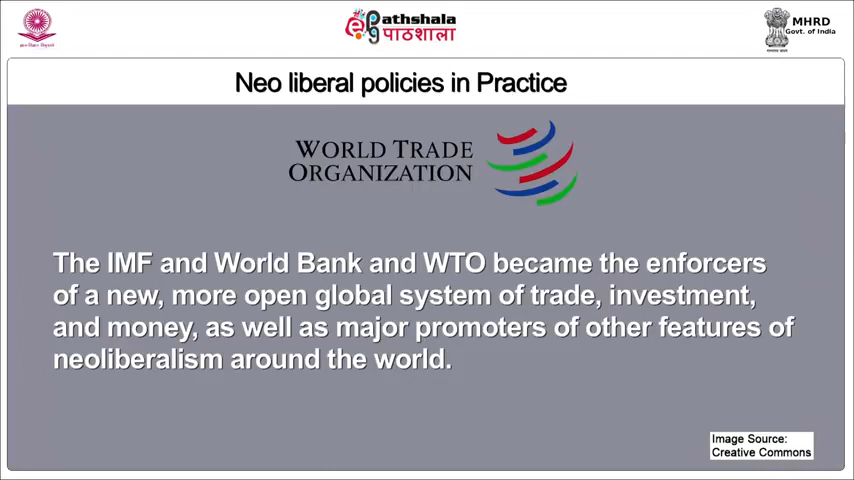 ePathshala
पाठशाला
MHRD
Govt. of India
Neo liberal policies in Practice
WORLD TRADE
ORGANIZATION
The IMF and World Bank and WTO became the enforcers
of a new, more open global system of trade, investment,
and money, as well as major promoters of other features of
neoliberalism around the world.
Image Source:
Creative Commons